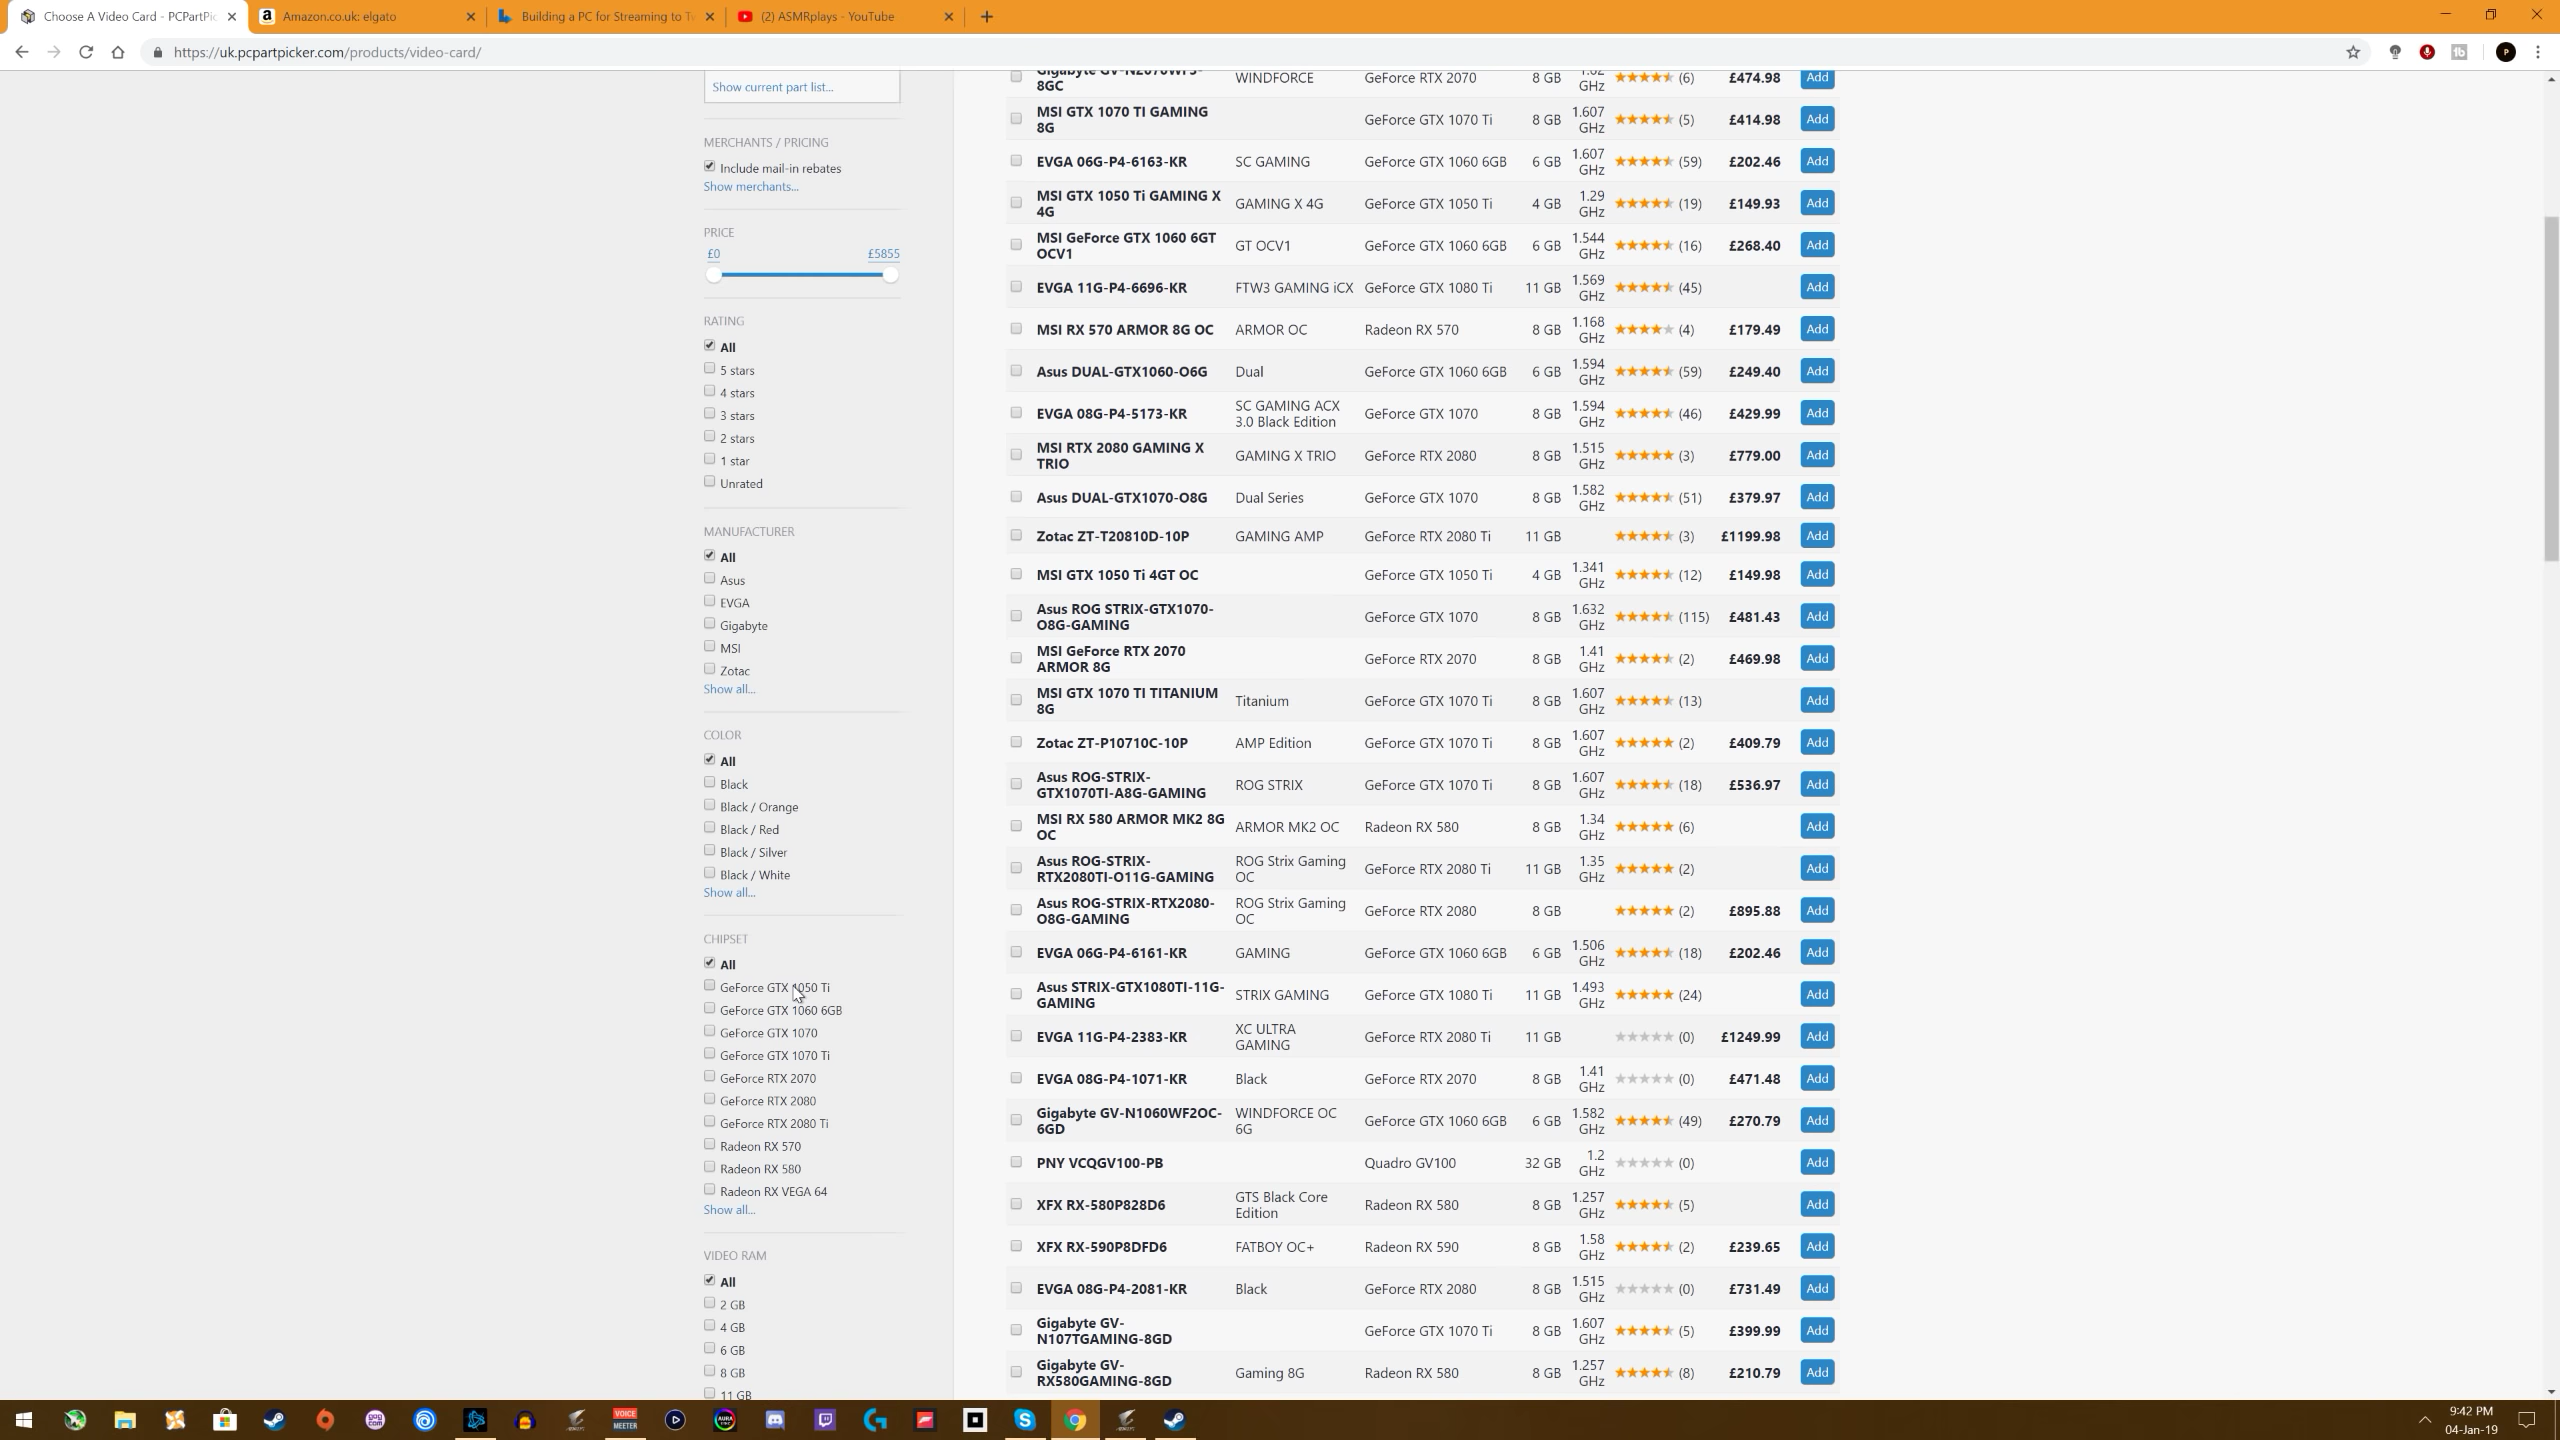 Choose A Video Card - PCPartPic
Amazon.co.uk: elgato
Building a PC for Streaming to Tw
(2) ASMRplays - YouTube
https://uk.pcpartpicker.com/products/video-card/
Show current part list...
MERCHANTS / PRICING
Include mail-in rebates
Show merchants...
PRICE
£0 £5855
RATING
All
5 stars
4 stars
3 stars
2 stars
1 star
Unrated
MANUFACTURER
All
Asus
EVGA
Gigabyte
MSI
Zotac
Show all...
COLOR
All
Black
Black / Orange
Black / Red
Black / Silver
Black / White
Show all...
CHIPSET
All
GeForce GTX 1050 Ti
GeForce GTX 1060 6GB
GeForce GTX 1070
GeForce GTX 1070 Ti
GeForce RTX 2070
GeForce RTX 2080
GeForce RTX 2080 Ti
Radeon RX 570
Radeon RX 580
Radeon RX VEGA 64
Show all...
VIDEO RAM
All
2 GB
4 GB
6 GB
8 GB
11 GB
Gigabyte GV-N2070WF3-
8GC WINDFORCE GeForce RTX 2070 8 GB 1.62 GHz (6) £474.98 Add
MSI GTX 1070 TI GAMING
8G GeForce GTX 1070 Ti 8 GB 1.607 GHz (5) £414.98 Add
EVGA 06G-P4-6163-KR SC GAMING GeForce GTX 1060 6GB 6 GB 1.607 GHz (59) £202.46 Add
MSI GTX 1050 Ti GAMING X
4G GAMING X 4G GeForce GTX 1050 Ti 4 GB 1.29 GHz (19) £149.93 Add
MSI GeForce GTX 1060 6GT
OCV1 GT OCV1 GeForce GTX 1060 6GB 6 GB 1.544 GHz (16) £268.40 Add
EVGA 11G-P4-6696-KR FTW3 GAMING iCX GeForce GTX 1080 Ti 11 GB 1.569 GHz (45) Add
MSI RX 570 ARMOR 8G OC ARMOR OC Radeon RX 570 8 GB 1.168 GHz (4) £179.49 Add
Asus DUAL-GTX1060-O6G Dual GeForce GTX 1060 6GB 6 GB 1.594 GHz (59) £249.40 Add
EVGA 08G-P4-5173-KR SC GAMING ACX 3.0 Black Edition GeForce GTX 1070 8 GB 1.594 GHz (46) £429.99 Add
MSI RTX 2080 GAMING X
TRIO GAMING X TRIO GeForce RTX 2080 8 GB 1.515 GHz (3) £779.00 Add
Asus DUAL-GTX1070-O8G Dual Series GeForce GTX 1070 8 GB 1.582 GHz (51) £379.97 Add
Zotac ZT-T20810D-10P GAMING AMP GeForce RTX 2080 Ti 11 GB (3) £1199.98 Add
MSI GTX 1050 Ti 4GT OC GeForce GTX 1050 Ti 4 GB 1.341 GHz (12) £149.98 Add
Asus ROG STRIX-GTX1070-
O8G-GAMING GeForce GTX 1070 8 GB 1.632 GHz (115) £481.43 Add
MSI GeForce RTX 2070
ARMOR 8G GeForce RTX 2070 8 GB 1.41 GHz (2) £469.98 Add
MSI GTX 1070 TI TITANIUM
8G Titanium GeForce GTX 1070 Ti 8 GB 1.607 GHz (13) Add
Zotac ZT-P10710C-10P AMP Edition GeForce GTX 1070 Ti 8 GB 1.607 GHz (2) £409.79 Add
Asus ROG-STRIX-
GTX1070TI-A8G-GAMING ROG STRIX GeForce GTX 1070 Ti 8 GB 1.607 GHz (18) £536.97 Add
MSI RX 580 ARMOR MK2 8G
OC ARMOR MK2 OC Radeon RX 580 8 GB 1.34 GHz (6) Add
Asus ROG-STRIX-
RTX2080TI-O11G-GAMING ROG Strix Gaming OC GeForce RTX 2080 Ti 11 GB 1.35 GHz (2) Add
Asus ROG-STRIX-RTX2080-
O8G-GAMING ROG Strix Gaming OC GeForce RTX 2080 8 GB (2) £895.88 Add
EVGA 06G-P4-6161-KR GAMING GeForce GTX 1060 6GB 6 GB 1.506 GHz (18) £202.46 Add
Asus STRIX-GTX1080TI-11G-
GAMING STRIX GAMING GeForce GTX 1080 Ti 11 GB 1.493 GHz (24) Add
EVGA 11G-P4-2383-KR XC ULTRA GAMING GeForce RTX 2080 Ti 11 GB (0) £1249.99 Add
EVGA 08G-P4-1071-KR Black GeForce RTX 2070 8 GB 1.41 GHz (0) £471.48 Add
Gigabyte GV-N1060WF2OC-
6GD WINDFORCE OC 6G GeForce GTX 1060 6GB 6 GB 1.582 GHz (49) £270.79 Add
PNY VCQGV100-PB Quadro GV100 32 GB 1.2 GHz (0) Add
XFX RX-580P828D6 GTS Black Core Edition Radeon RX 580 8 GB 1.257 GHz (5) Add
XFX RX-590P8DFD6 FATBOY OC+ Radeon RX 590 8 GB 1.58 GHz (2) £239.65 Add
EVGA 08G-P4-2081-KR Black GeForce RTX 2080 8 GB 1.515 GHz (0) £731.49 Add
Gigabyte GV-
N107TGAMING-8GD GeForce GTX 1070 Ti 8 GB 1.607 GHz (5) £399.99 Add
Gigabyte GV-
RX580GAMING-8GD Gaming 8G Radeon RX 580 8 GB 1.257 GHz (8) £210.79 Add
VOICE
MEETER
AURA
9:42 PM
04-Jan-19